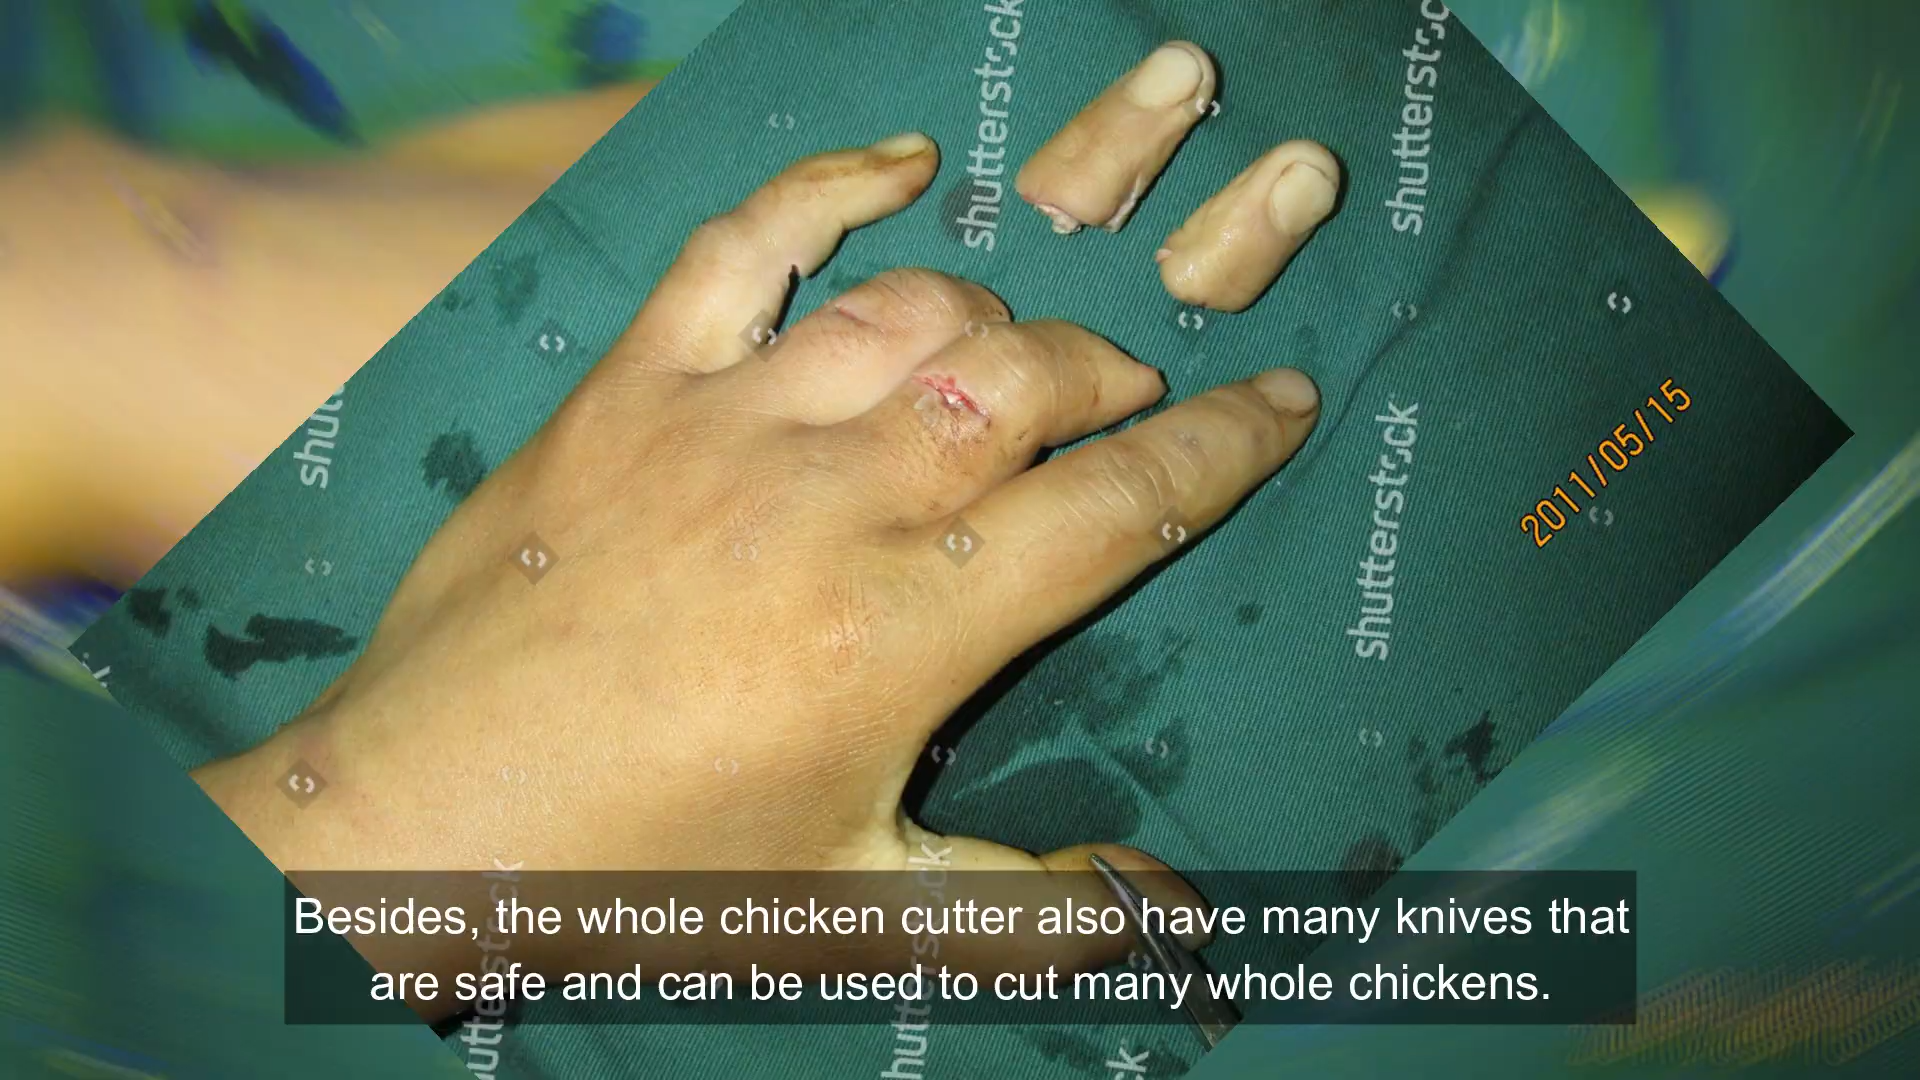 shutterstock
shutterstock
shutterstock
2011/05/15
Besides, the whole chicken cutter also have many knives that
are safe and can be used to cut many whole chickens.